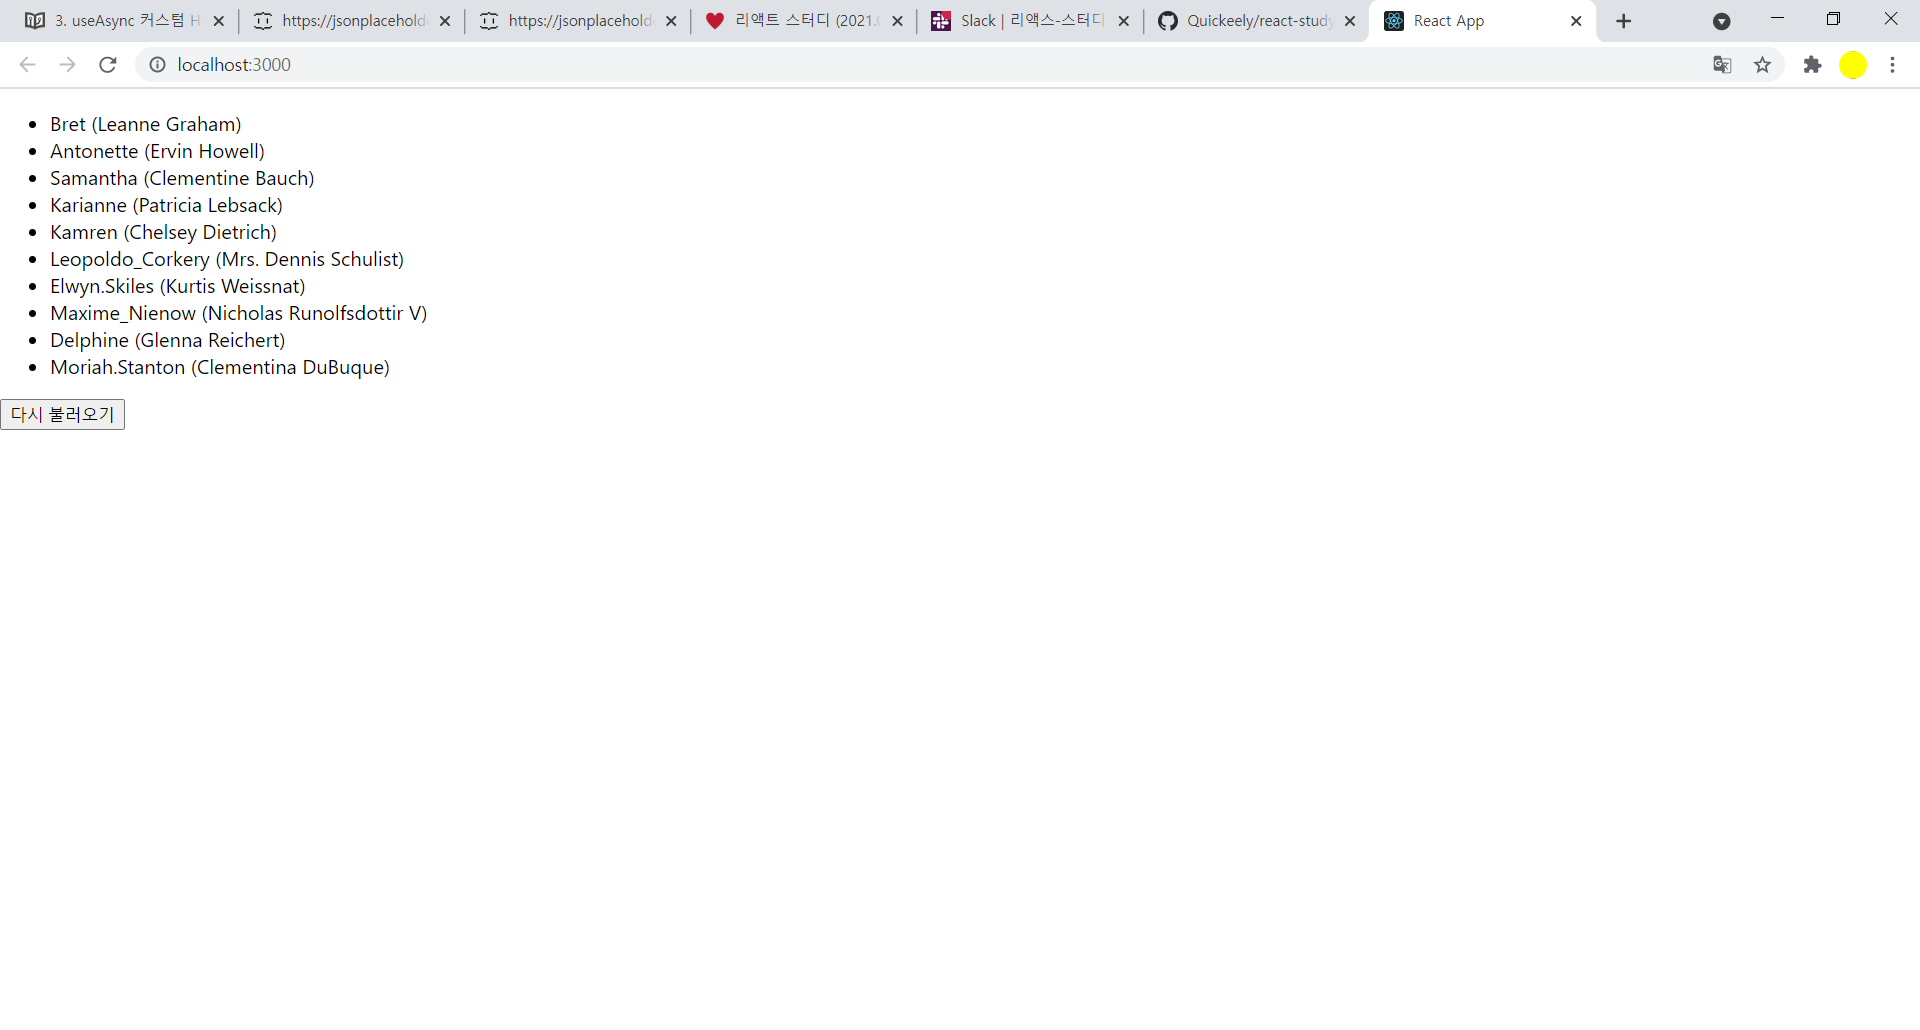 3. useAsync 커스텀 H
https://jsonplacehold
https://jsonplacehold
리액트 스터디 (2021.
Slack | 리액스-스터디
Quickeely/react-study
React App
localhost:3000
Bret (Leanne Graham)
Antonette (Ervin Howell)
Samantha (Clementine Bauch)
Karianne (Patricia Lebsack)
Kamren (Chelsey Dietrich)
Leopoldo_Corkery (Mrs. Dennis Schulist)
Elwyn.Skiles (Kurtis Weissnat)
Maxime_Nienow (Nicholas Runolfsdottir V)
Delphine (Glenna Reichert)
Moriah.Stanton (Clementina DuBuque)
다시 불러오기